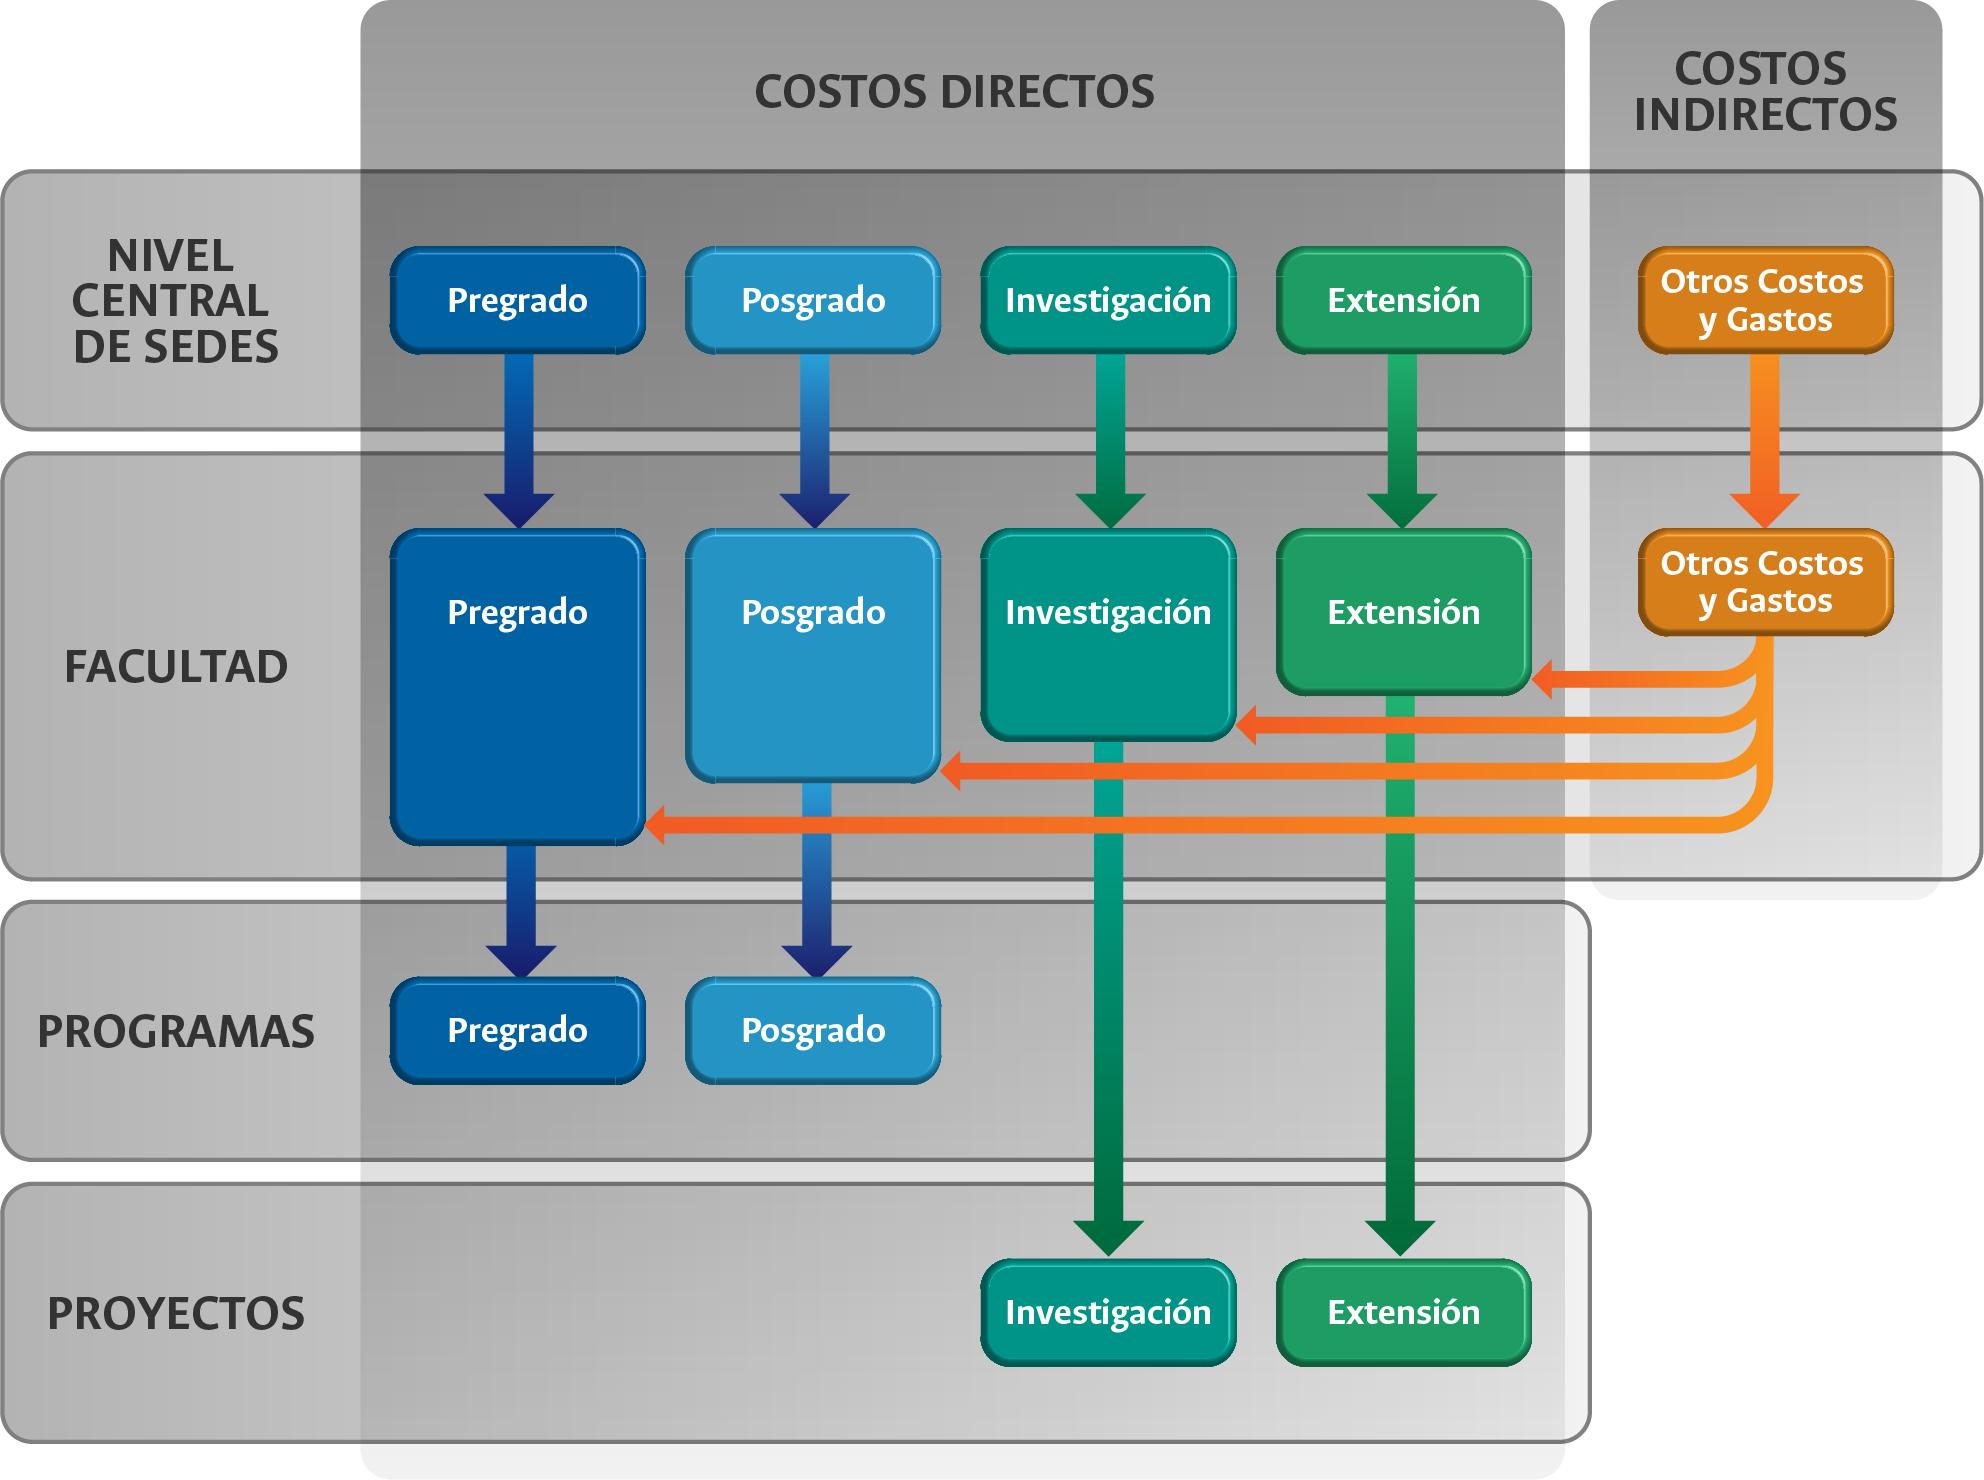 COSTOS DIRECTOS
COSTOS
INDIRECTOS
NIVEL
CENTRAL
DE SEDES
Pregrado
Posgrado
Investigación
Extensión
Otros Costos
y Gastos
FACULTAD
Pregrado
Posgrado
Investigación
Extensión
Otros Costos
y Gastos
PROGRAMAS
Pregrado
Posgrado
PROYECTOS
Investigación
Extensión